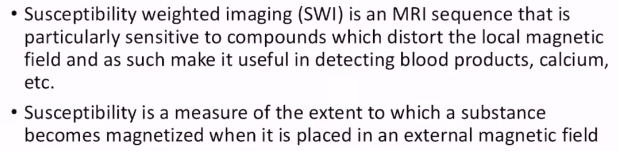 • Susceptibility weighted imaging (SWI) is an MRI sequence that is
particularly sensitive to compounds which distort the local magnetic
field and as such make it useful in detecting blood products, calcium,
etc.
• Susceptibility is a measure of the extent to which a substance
becomes magnetized when it is placed in an external magnetic field